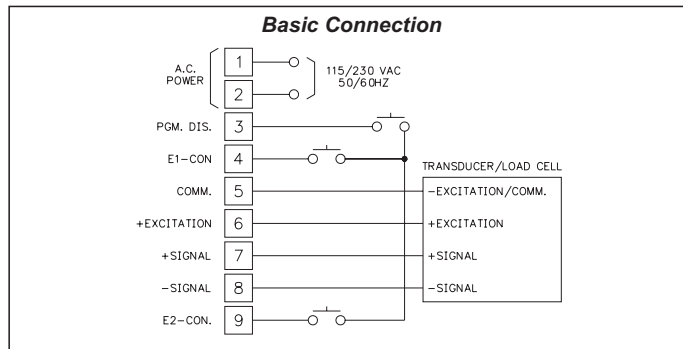 Basic Connection
A.C.
POWER
1
2
115/230 VAC
50/60HZ
PGM. DIS.
3
E1-CON
4
TRANSDUCER/LOAD CELL
COMM.
5
-EXCITATION/COMM.
+EXCITATION
6
+EXCITATION
+SIGNAL
7
+SIGNAL
-SIGNAL
8
-SIGNAL
E2-CON.
9